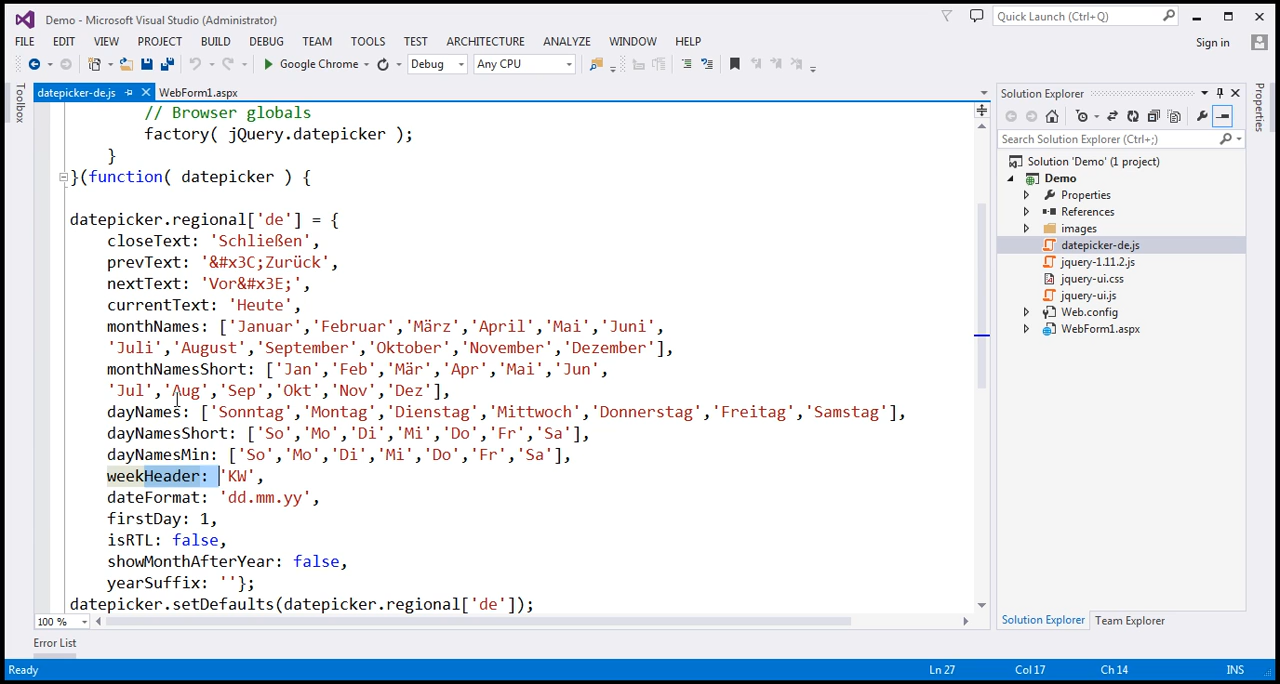 Demo - Microsoft Visual Studio (Administrator)
Quick Launch (Ctrl+Q)
FILE EDIT VIEW PROJECT BUILD DEBUG TEAM TOOLS TEST ARCHITECTURE ANALYZE WINDOW HELP
Sign in
Google Chrome Debug Any CPU
Toolbox
datepicker-de.js WebForm1.aspx
// Browser globals
factory( jQuery.datepicker );
}
}(function( datepicker ) {
datepicker.regional['de'] = {
closeText: 'Schließen',
prevText: '&#x3C;Zurück',
nextText: 'Vor&#x3E;',
currentText: 'Heute',
monthNames: ['Januar','Februar','März','April','Mai','Juni',
'Juli','August','September','Oktober','November','Dezember'],
monthNamesShort: ['Jan','Feb','Mär','Apr','Mai','Jun',
'Jul','Aug','Sep','Okt','Nov','Dez'],
dayNames: ['Sonntag','Montag','Dienstag','Mittwoch','Donnerstag','Freitag','Samstag'],
dayNamesShort: ['So','Mo','Di','Mi','Do','Fr','Sa'],
dayNamesMin: ['So','Mo','Di','Mi','Do','Fr','Sa'],
weekHeader: 'KW',
dateFormat: 'dd.mm.yy',
firstDay: 1,
isRTL: false,
showMonthAfterYear: false,
yearSuffix: ''};
datepicker.setDefaults(datepicker.regional['de']);
100 %
Error List
Solution Explorer
Search Solution Explorer (Ctrl+;)
Solution 'Demo' (1 project)
Demo
Properties
References
images
datepicker-de.js
jquery-1.11.2.js
jquery-ui.css
jquery-ui.js
Web.config
WebForm1.aspx
Solution Explorer Team Explorer
Properties
Ready Ln 27 Col 17 Ch 14 INS